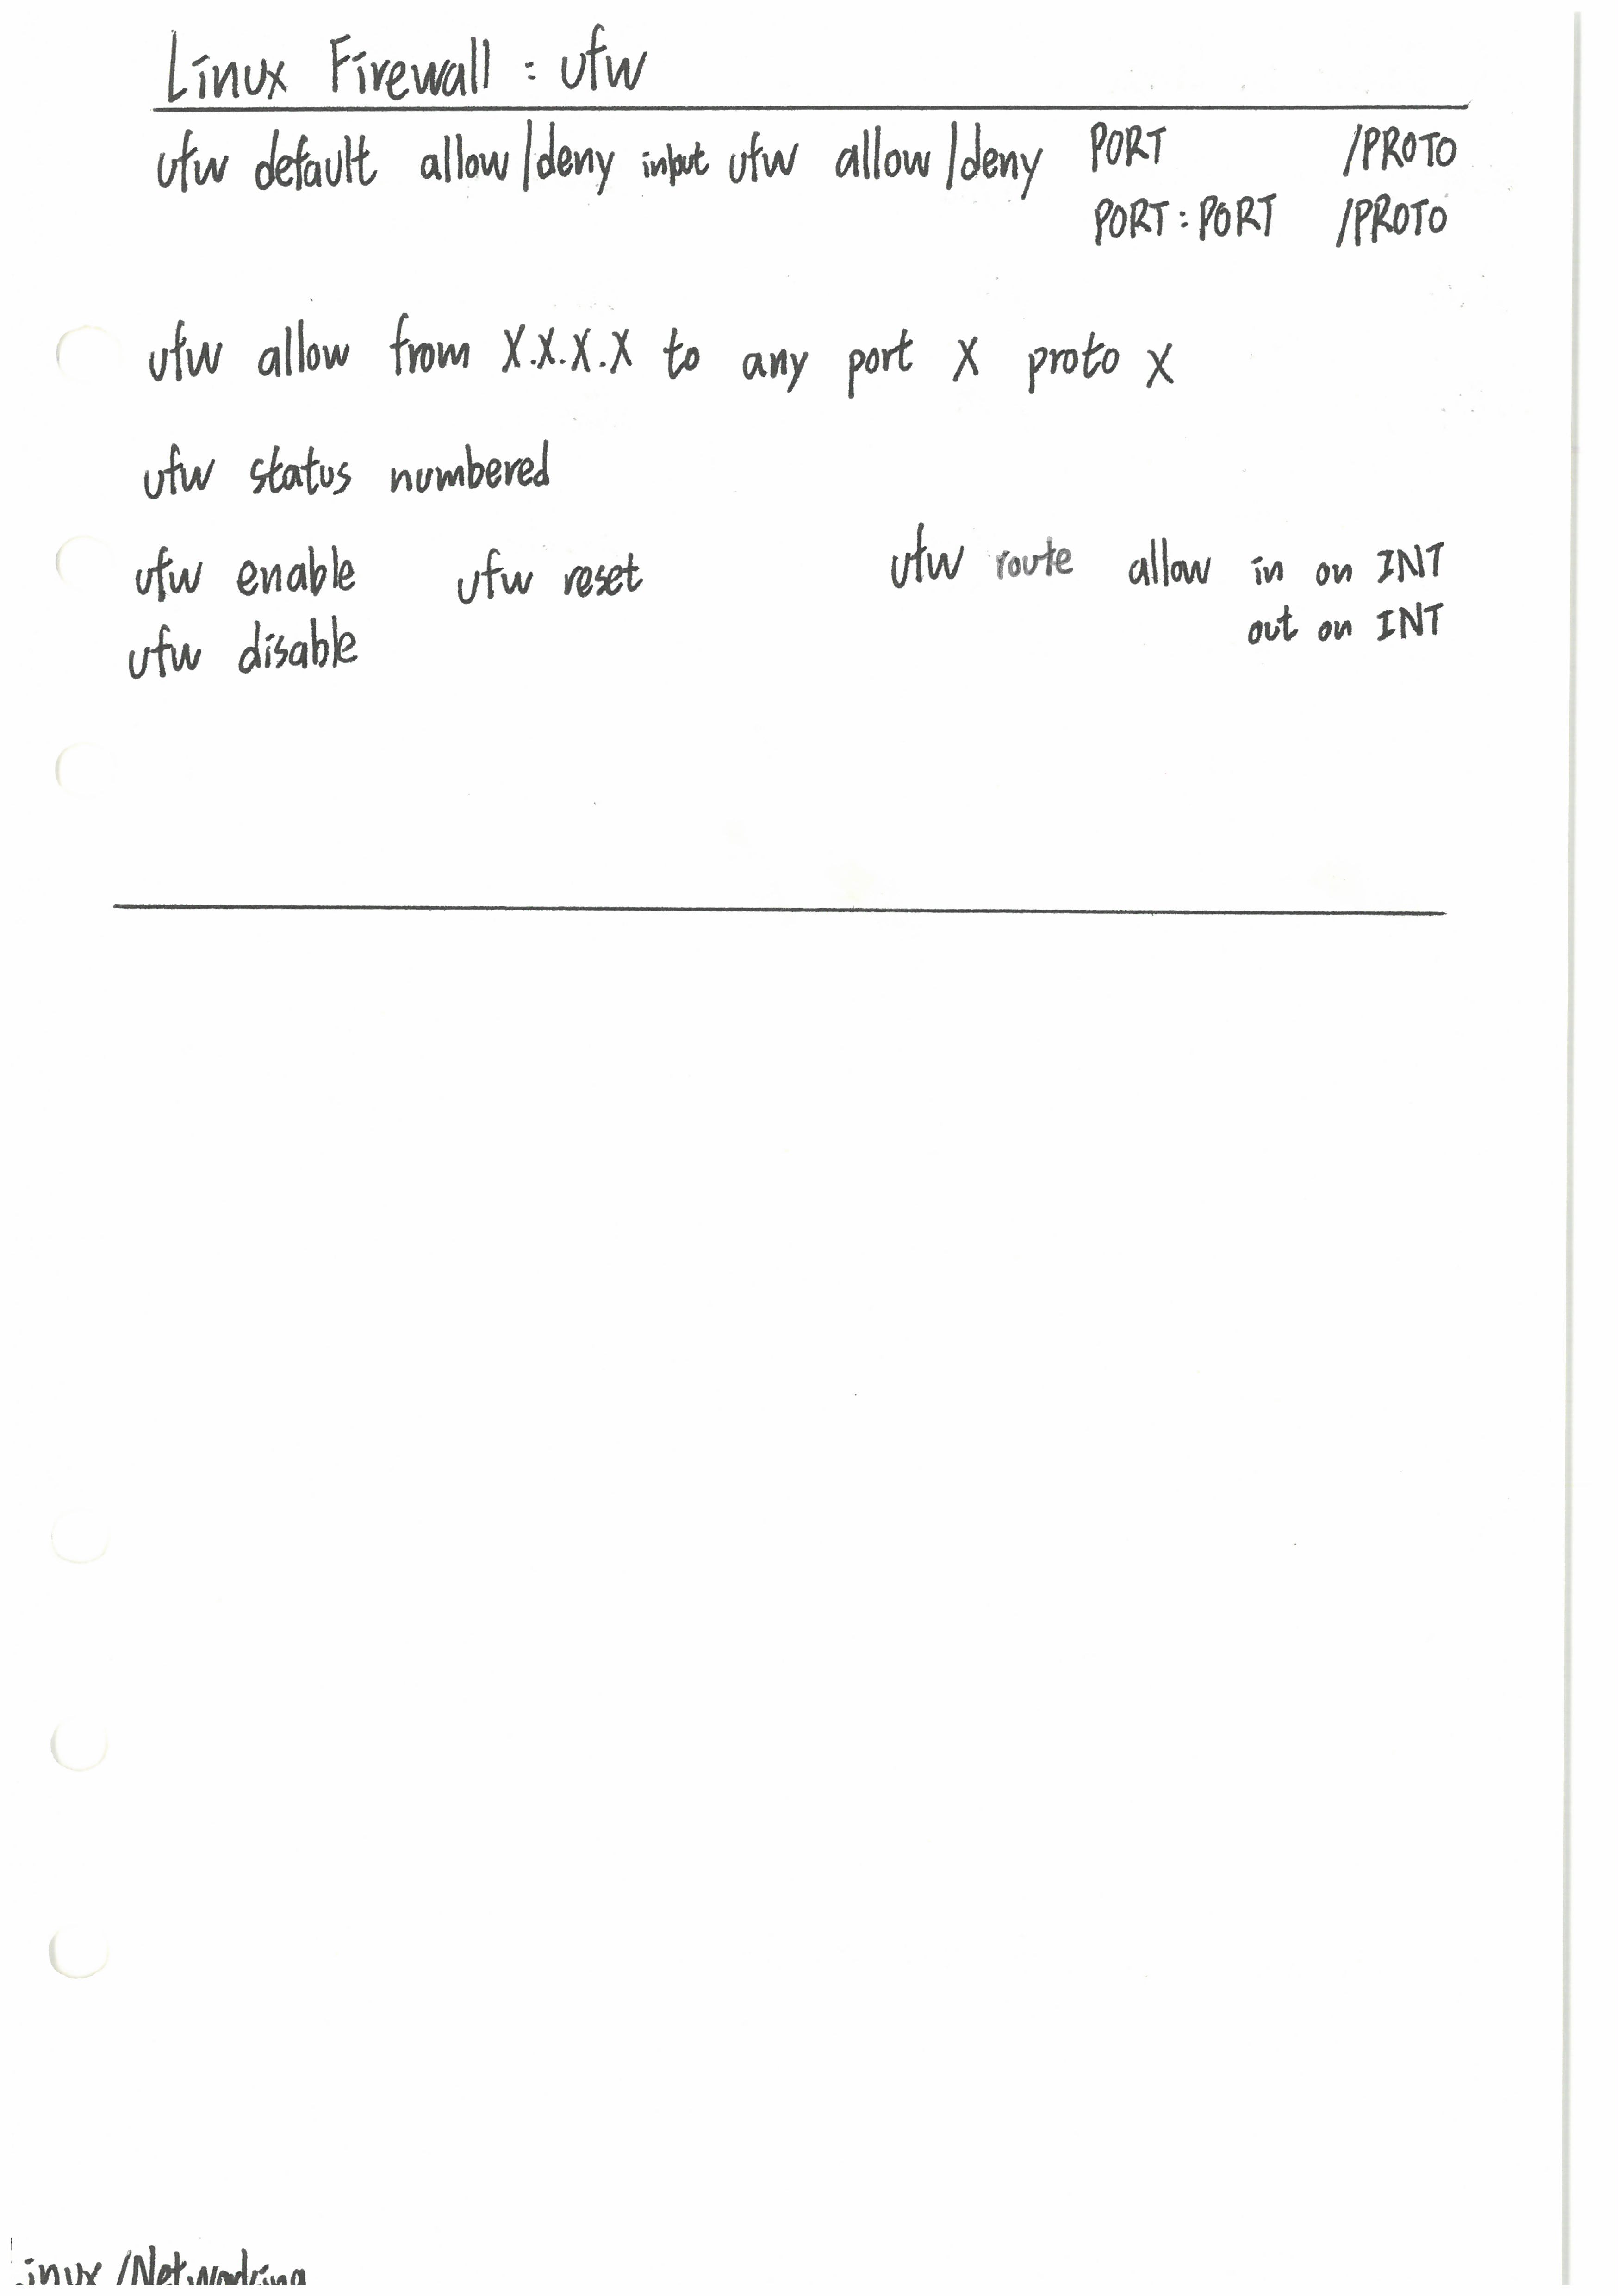 Linux Firewall : ufw
ufw default allow/deny input ufw allow/deny PORT /PROTO
PORT : PORT /PROTO
ufw allow from X.X.X.X to any port X proto X
ufw status numbered
ufw enable ufw reset ufw route allow in on INT
out on INT
ufw disable
inux /Networking